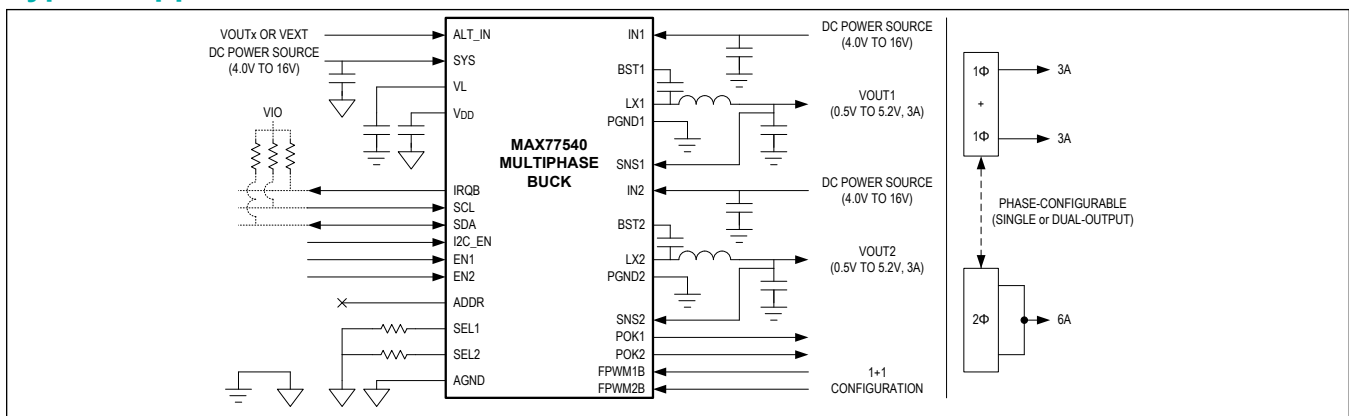 VOUTx OR VEXT
DC POWER SOURCE
(4.0V TO 16V)
VIO
ALT_IN
SYS
VL
VDD
IRQB
SCL
SDA
I2C_EN
EN1
EN2
ADDR
SEL1
SEL2
AGND
MAX77540
MULTIPHASE
BUCK
IN1
BST1
LX1
PGND1
SNS1
IN2
BST2
LX2
PGND2
SNS2
POK1
POK2
FPWM1B
FPWM2B
DC POWER SOURCE
(4.0V TO 16V)
VOUT1
(0.5V TO 5.2V, 3A)
DC POWER SOURCE
(4.0V TO 16V)
VOUT2
(0.5V TO 5.2V, 3A)
1+1
CONFIGURATION
1Φ
+
1Φ
3A
3A
PHASE-CONFIGURABLE
(SINGLE or DUAL-OUTPUT)
2Φ
6A